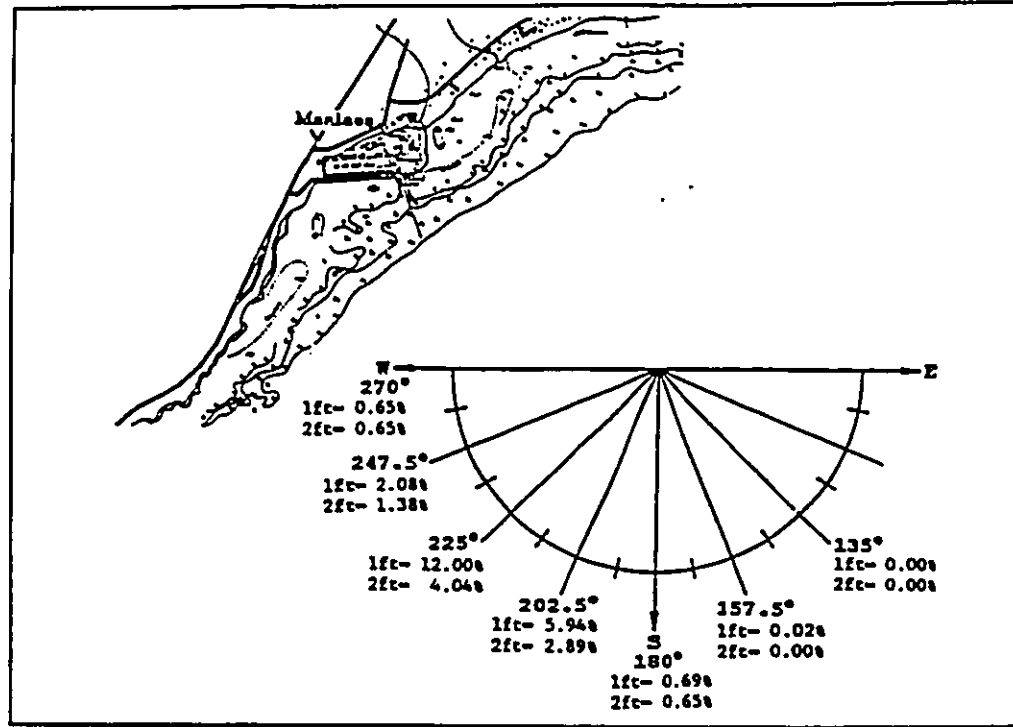 W
E
270°
1ft= 0.65%
2ft= 0.65%
247.5°
1ft= 2.08%
2ft= 1.38%
225°
1ft= 12.00%
2ft= 4.04%
202.5°
1ft= 5.94%
2ft= 2.89%
S
180°
1ft= 0.69%
2ft= 0.65%
157.5°
1ft= 0.02%
2ft= 0.00%
135°
1ft= 0.00%
2ft= 0.00%